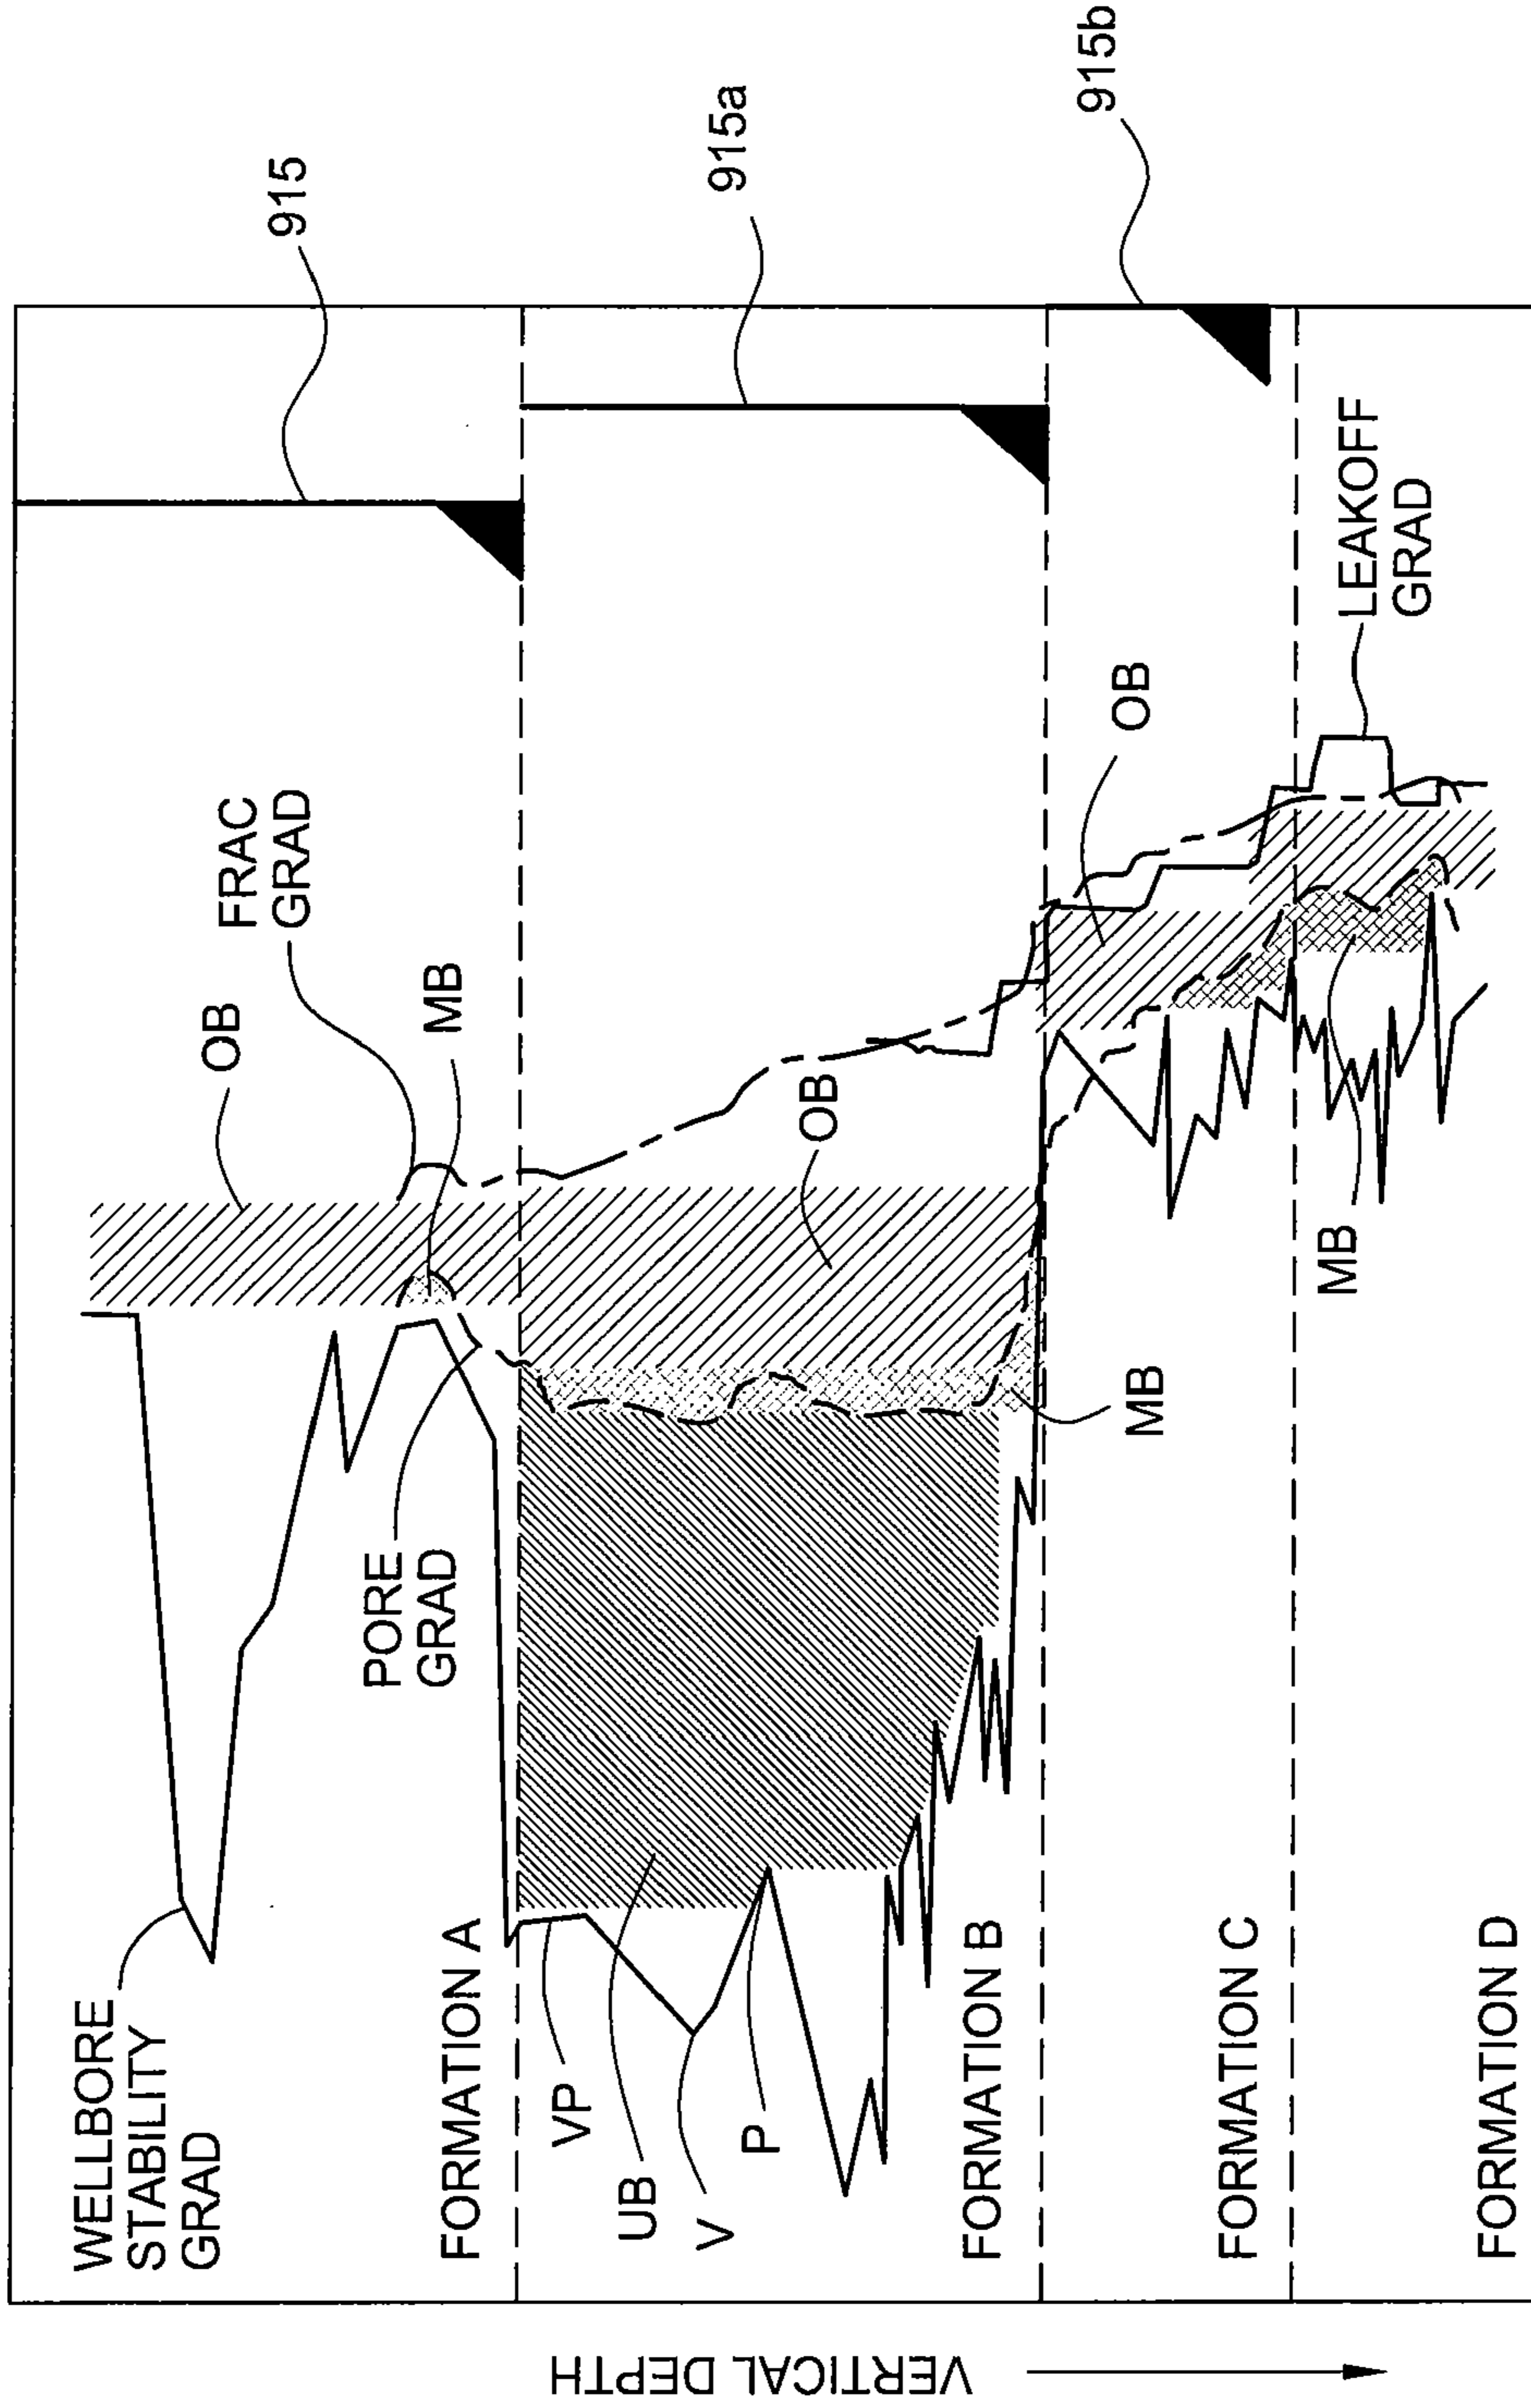 915
915a
915b
FRAC
GRAD
OB
MB
OB
OB
LEAKOFF
GRAD
MB
PORE
GRAD
MB
WELLBORE
STABILITY
GRAD
FORMATION A
VP
UB
V
P
FORMATION B
FORMATION C
FORMATION D
VERTICAL DEPTH